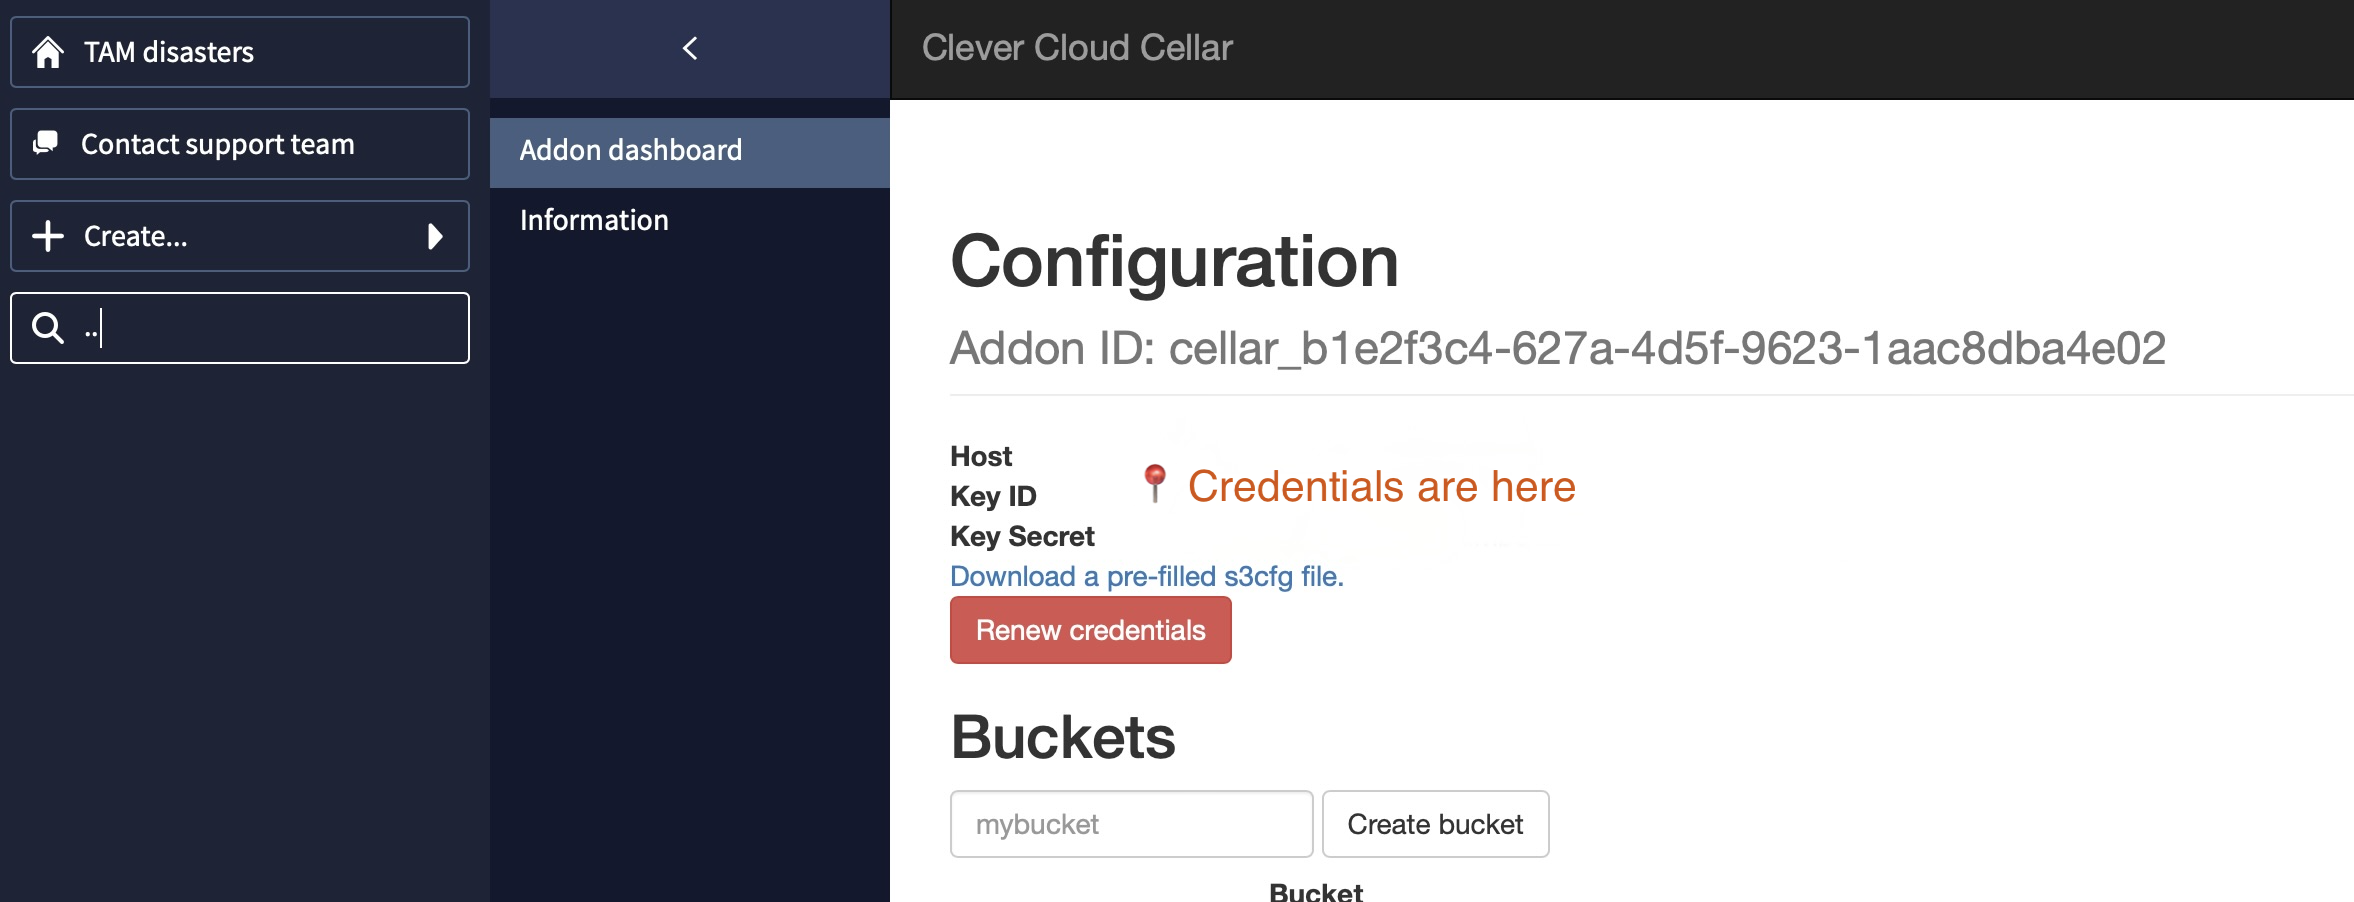 TAM disasters
Contact support team
Create...
..
Addon dashboard
Information
Clever Cloud Cellar
Configuration
Addon ID: cellar_b1e2f3c4-627a-4d5f-9623-1aac8dba4e02
Host
Key ID
Key Secret
Credentials are here
Download a pre-filled s3cfg file.
Renew credentials
Buckets
mybucket
Create bucket
Bucket